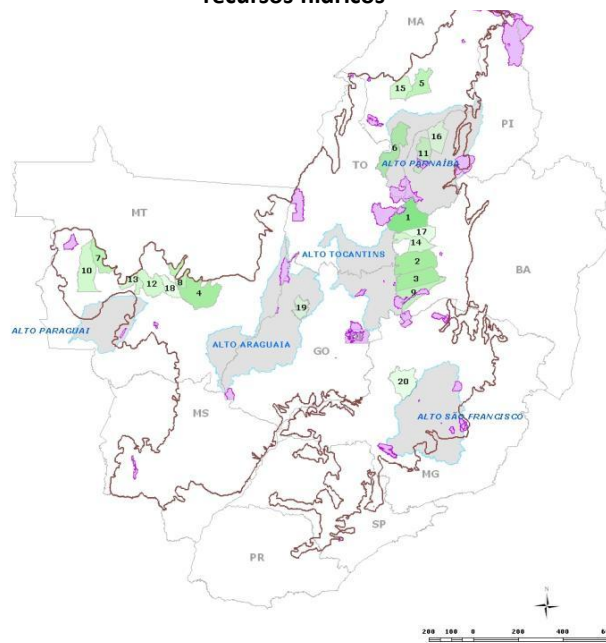 recursos hídricos
MA
15
5
PI
16
6
11
TO
ALTO PARNAÍBA
MT
1
17
14
ALTO TOCANTINS
BA
7
2
10
13
12
18
8
4
3
9
19
ALTO PARAGUAI
ALTO ARAGUAIA
GO
20
MS
ALTO SÃO FRANCISCO
MG
SP
PR
N
200 100 0 200 400